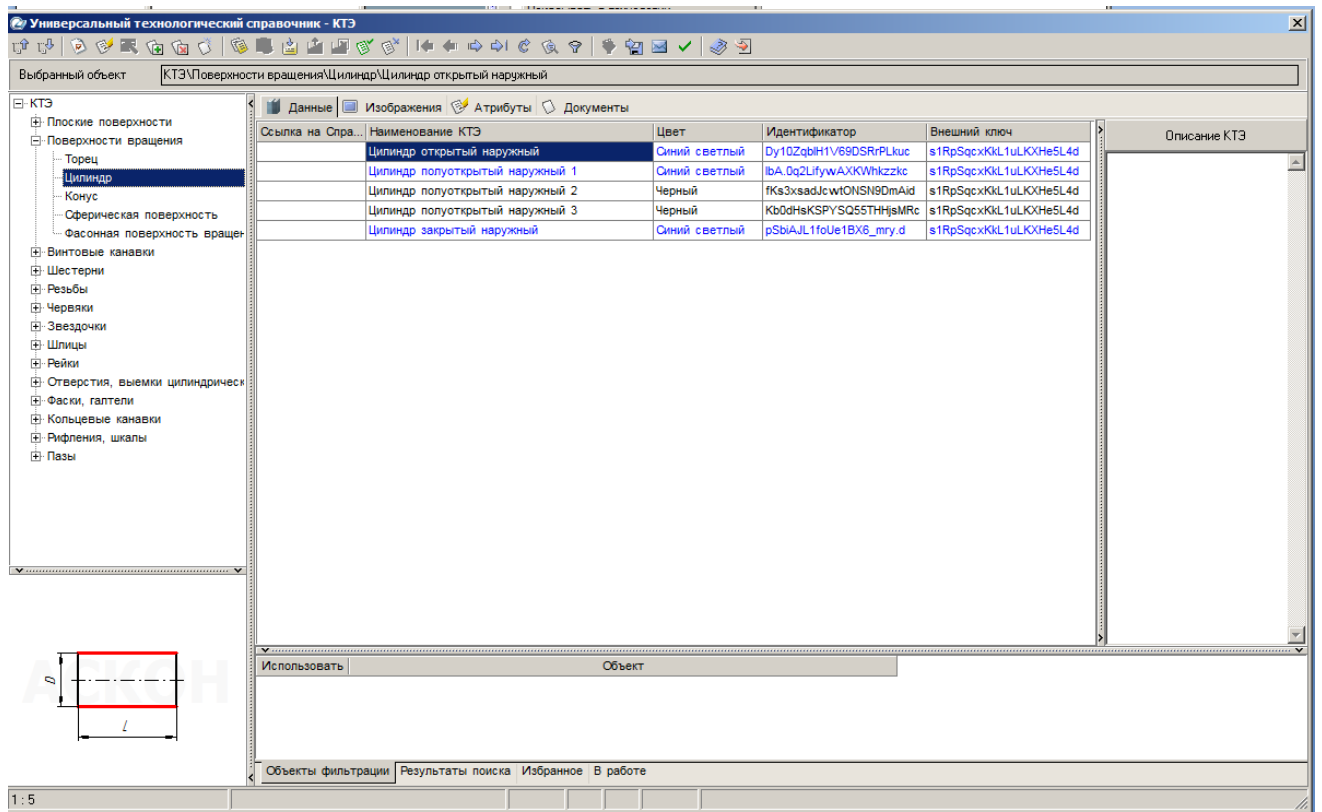 Универсальный технологический справочник - КТЭ
Выбранный объект КТЭ\Поверхности вращения\Цилиндр\Цилиндр открытый наружный
КТЭ
Плоские поверхности
Поверхности вращения
Торец
Цилиндр
Конус
Сферическая поверхность
Фасонная поверхность вращен
Винтовые канавки
Шестерни
Резьбы
Червяки
Звездочки
Шлицы
Рейки
Отверстия, выемки цилиндрическ
Фаски, галтели
Кольцевые канавки
Рифления, шкалы
Пазы
Данные Изображения Атрибуты Документы
Ссылка на Спра... Наименование КТЭ Цвет Идентификатор Внешний ключ
Цилиндр открытый наружный Синий светлый Dy10ZqblH1V69DSRrPLkuc s1RpSqcxKkL1uLKXHe5L4d
Цилиндр полуоткрытый наружный 1 Синий светлый lbA.0q2LifywAXKWhkzzkc s1RpSqcxKkL1uLKXHe5L4d
Цилиндр полуоткрытый наружный 2 Черный fKs3xsadJcwtONSN9DmAid s1RpSqcxKkL1uLKXHe5L4d
Цилиндр полуоткрытый наружный 3 Черный Kb0dHsKSPYSQ55THHjsMRc s1RpSqcxKkL1uLKXHe5L4d
Цилиндр закрытый наружный Синий светлый pSbiAJL1foUe1BX6_mry.d s1RpSqcxKkL1uLKXHe5L4d
Описание КТЭ
АСКОН
D
L
Использовать Объект
Объекты фильтрации Результаты поиска Избранное В работе
1 : 5